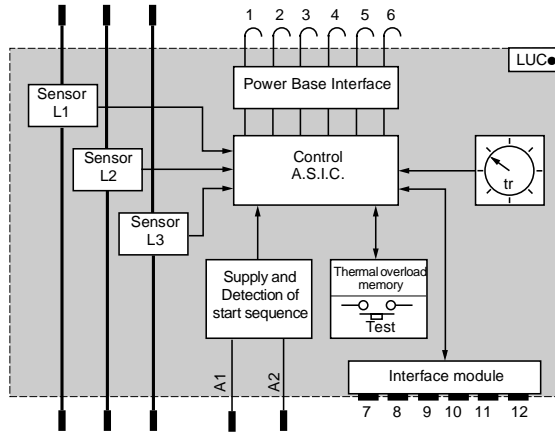 1 2 3 4 5 6
LUC
Power Base Interface
Sensor
L1
Sensor
L2
Sensor
L3
Control
A.S.I.C.
tr
Supply and
Detection of
start sequence
Thermal overload
memory
Test
A1
A2
Interface module
7 8 9 10 11 12